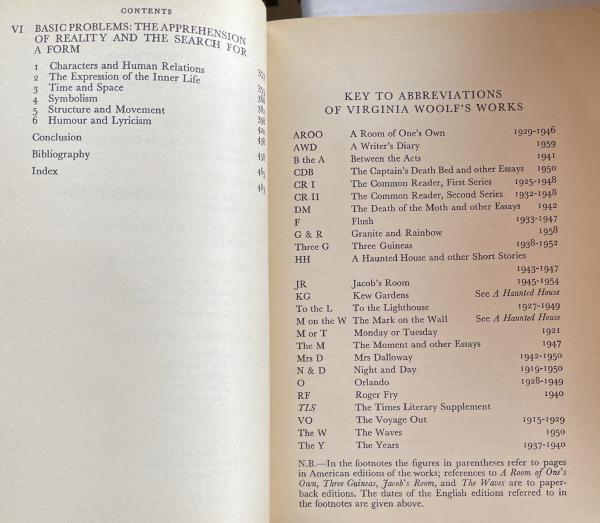 CONTENTS
VI BASIC PROBLEMS: THE APPREHENSION
OF REALITY AND THE SEARCH FOR
A FORM
1 Characters and Human Relations
2 The Expression of the Inner Life
3 Time and Space
4 Symbolism
5 Structure and Movement
6 Humour and Lyricism
Conclusion
Bibliography
Index
KEY TO ABBREVIATIONS
OF VIRGINIA WOOLF'S WORKS
AROO A Room of One's Own 1929-1946
AWD A Writer's Diary 1959
B the A Between the Acts 1941
CDB The Captain's Death Bed and other Essays 1950
CR I The Common Reader, First Series 1925-1948
CR II The Common Reader, Second Series 1932-1948
DM The Death of the Moth and other Essays 1942
F Flush 1933-1947
G & R Granite and Rainbow 1958
Three G Three Guineas 1938-1952
HH A Haunted House and other Short Stories
1943-1947
JR Jacob's Room 1945-1954
KG Kew Gardens See A Haunted House
To the L To the Lighthouse 1927-1949
M on the W The Mark on the Wall See A Haunted House
M or T Monday or Tuesday 1921
The M The Moment and other Essays 1947
Mrs D Mrs Dalloway 1942-1950
N & D Night and Day 1919-1950
O Orlando 1928-1949
RF Roger Fry 1940
TLS The Times Literary Supplement
VO The Voyage Out 1915-1929
The W The Waves 1950
The Y The Years 1937-1940
N.B.—In the footnotes the figures in parentheses refer to pages
in American editions of the works; references to A Room of One's
Own, Three Guineas, Jacob's Room, and The Waves are to paper-
back editions. The dates of the English editions referred to in
the footnotes are given above.